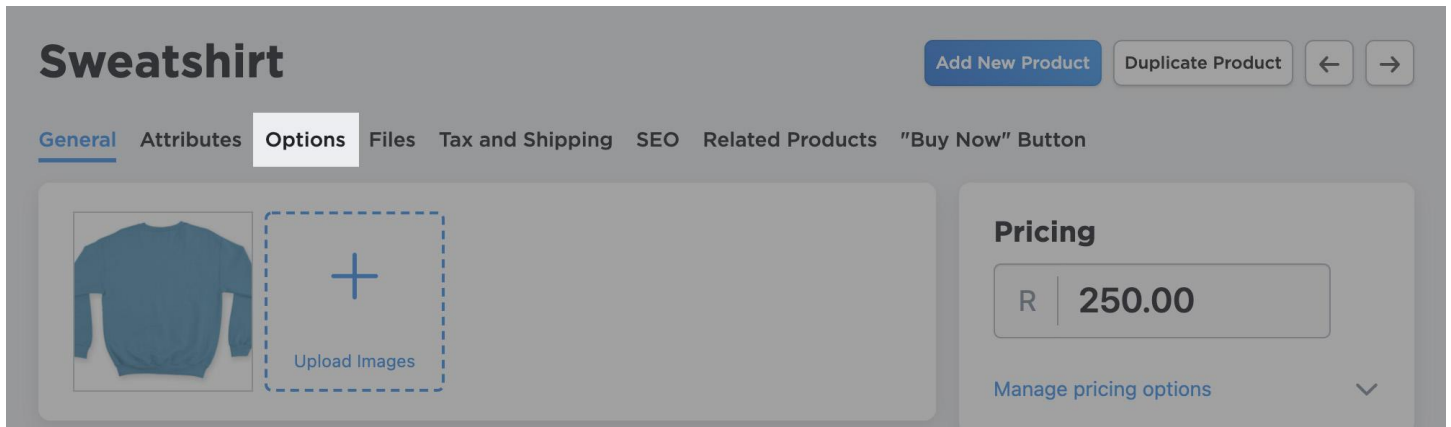 Sweatshirt
Add New Product
Duplicate Product
General Attributes Options Files Tax and Shipping SEO Related Products "Buy Now" Button
Upload Images
Pricing
R 250.00
Manage pricing options